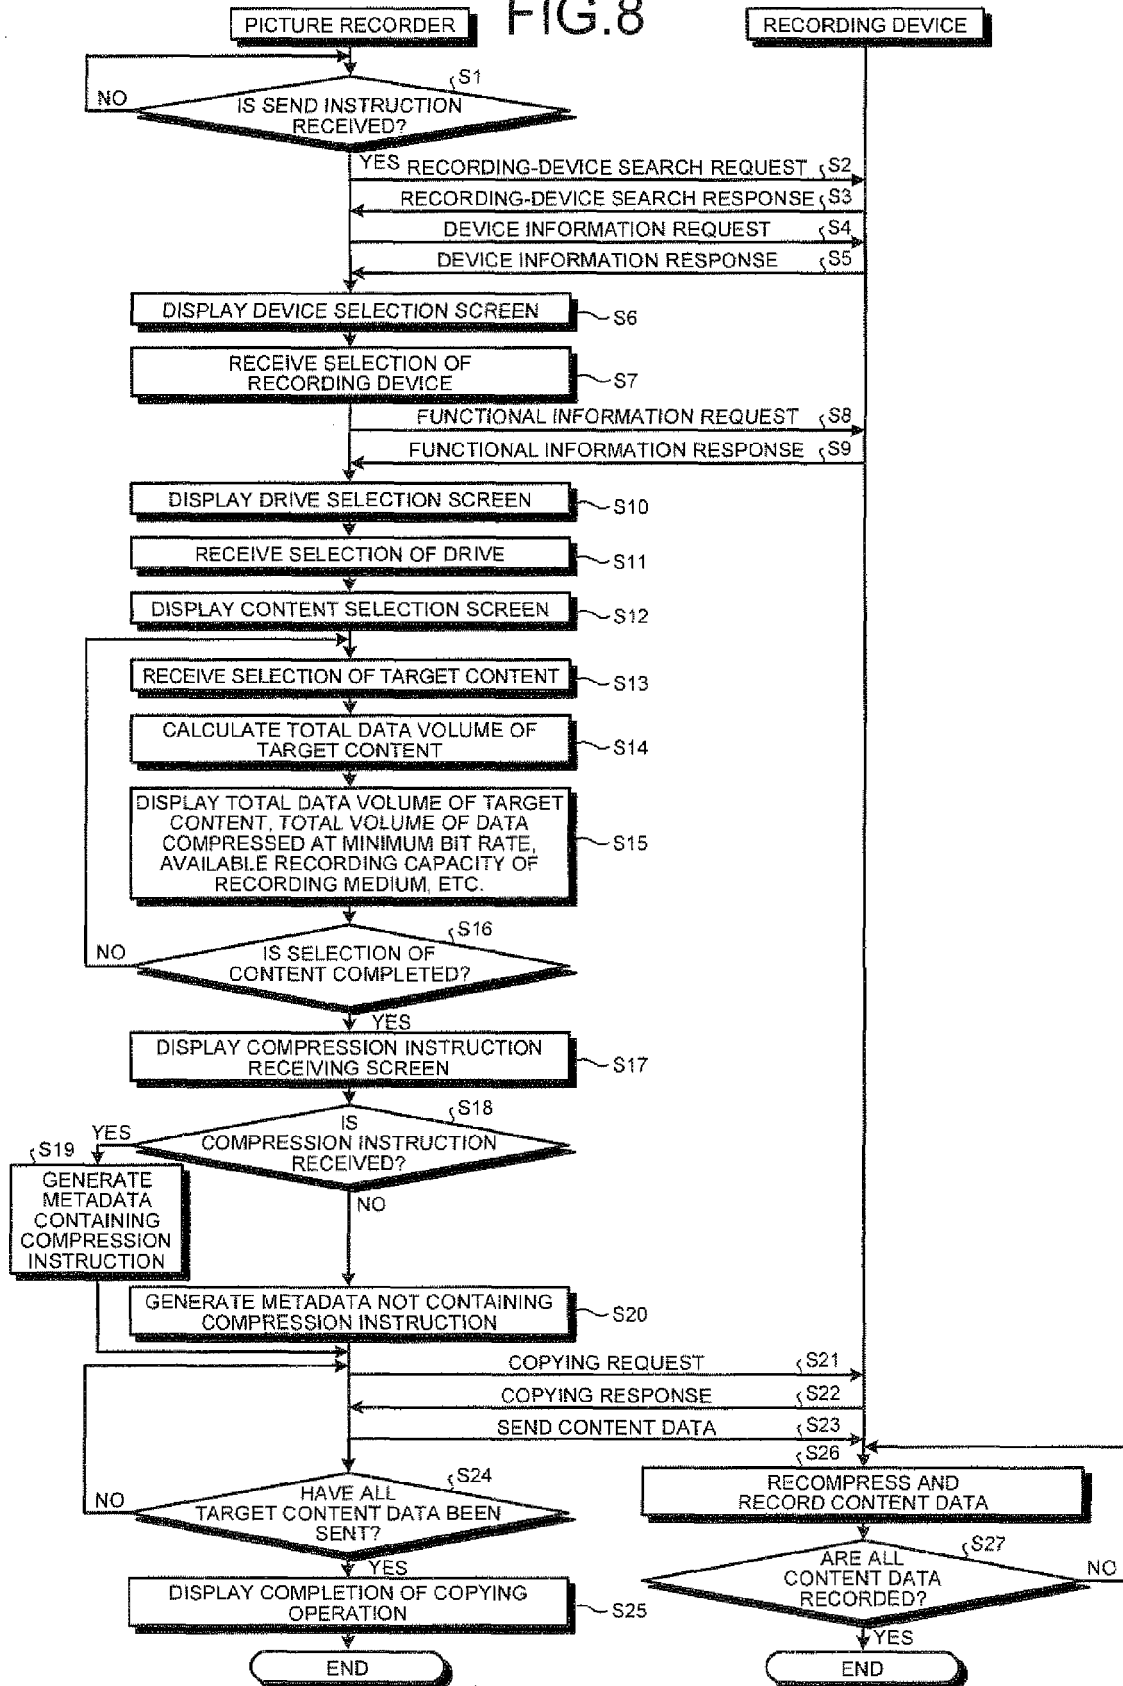 FIG.8
PICTURE RECORDER
RECORDING DEVICE
S1
NO
IS SEND INSTRUCTION
RECEIVED?
YES
RECORDING-DEVICE SEARCH REQUEST
S2
RECORDING-DEVICE SEARCH RESPONSE
S3
DEVICE INFORMATION REQUEST
S4
DEVICE INFORMATION RESPONSE
S5
DISPLAY DEVICE SELECTION SCREEN
S6
RECEIVE SELECTION OF
RECORDING DEVICE
S7
FUNCTIONAL INFORMATION REQUEST
S8
FUNCTIONAL INFORMATION RESPONSE
S9
DISPLAY DRIVE SELECTION SCREEN
S10
RECEIVE SELECTION OF DRIVE
S11
DISPLAY CONTENT SELECTION SCREEN
S12
RECEIVE SELECTION OF TARGET CONTENT
S13
CALCULATE TOTAL DATA VOLUME OF
TARGET CONTENT
S14
DISPLAY TOTAL DATA VOLUME OF TARGET
CONTENT, TOTAL VOLUME OF DATA
COMPRESSED AT MINIMUM BIT RATE,
AVAILABLE RECORDING CAPACITY OF
RECORDING MEDIUM, ETC.
S15
S16
NO
IS SELECTION OF
CONTENT COMPLETED?
YES
DISPLAY COMPRESSION INSTRUCTION
RECEIVING SCREEN
S17
S18
YES
IS
COMPRESSION INSTRUCTION
RECEIVED?
NO
S19
GENERATE
METADATA
CONTAINING
COMPRESSION
INSTRUCTION
GENERATE METADATA NOT CONTAINING
COMPRESSION INSTRUCTION
S20
COPYING REQUEST
S21
COPYING RESPONSE
S22
SEND CONTENT DATA
S23
S24
NO
HAVE ALL
TARGET CONTENT DATA BEEN
SENT?
YES
DISPLAY COMPLETION OF COPYING
OPERATION
S25
END
S26
RECOMPRESS AND
RECORD CONTENT DATA
S27
ARE ALL
CONTENT DATA
RECORDED?
NO
YES
END